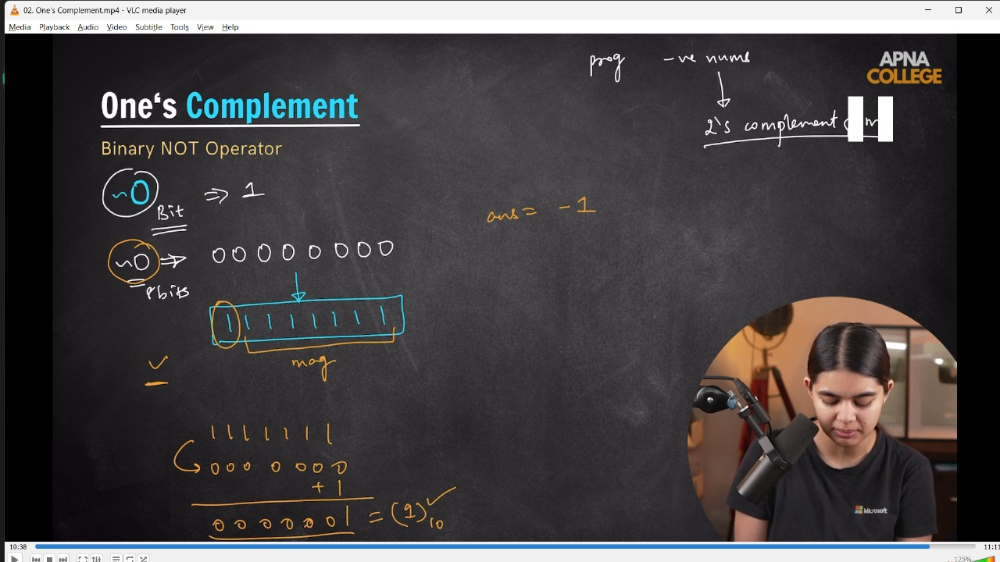 02. One's Complement.mp4 - VLC media player
Media Playback Audio Video Subtitle Tools View Help
prog -ve nums
APNA
COLLEGE
One's Complement
2's complement
Binary NOT Operator
~0 ⇒ 1
Bit
ans = -1
~0 ⇒ 0 0 0 0 0 0 0 0
8bits
1 1 1 1 1 1 1 1
mag
1 1 1 1 1 1 1
0 0 0 0 0 0 0
+ 1
0 0 0 0 0 0 1 = (1)10
Microsoft
10:38
125%